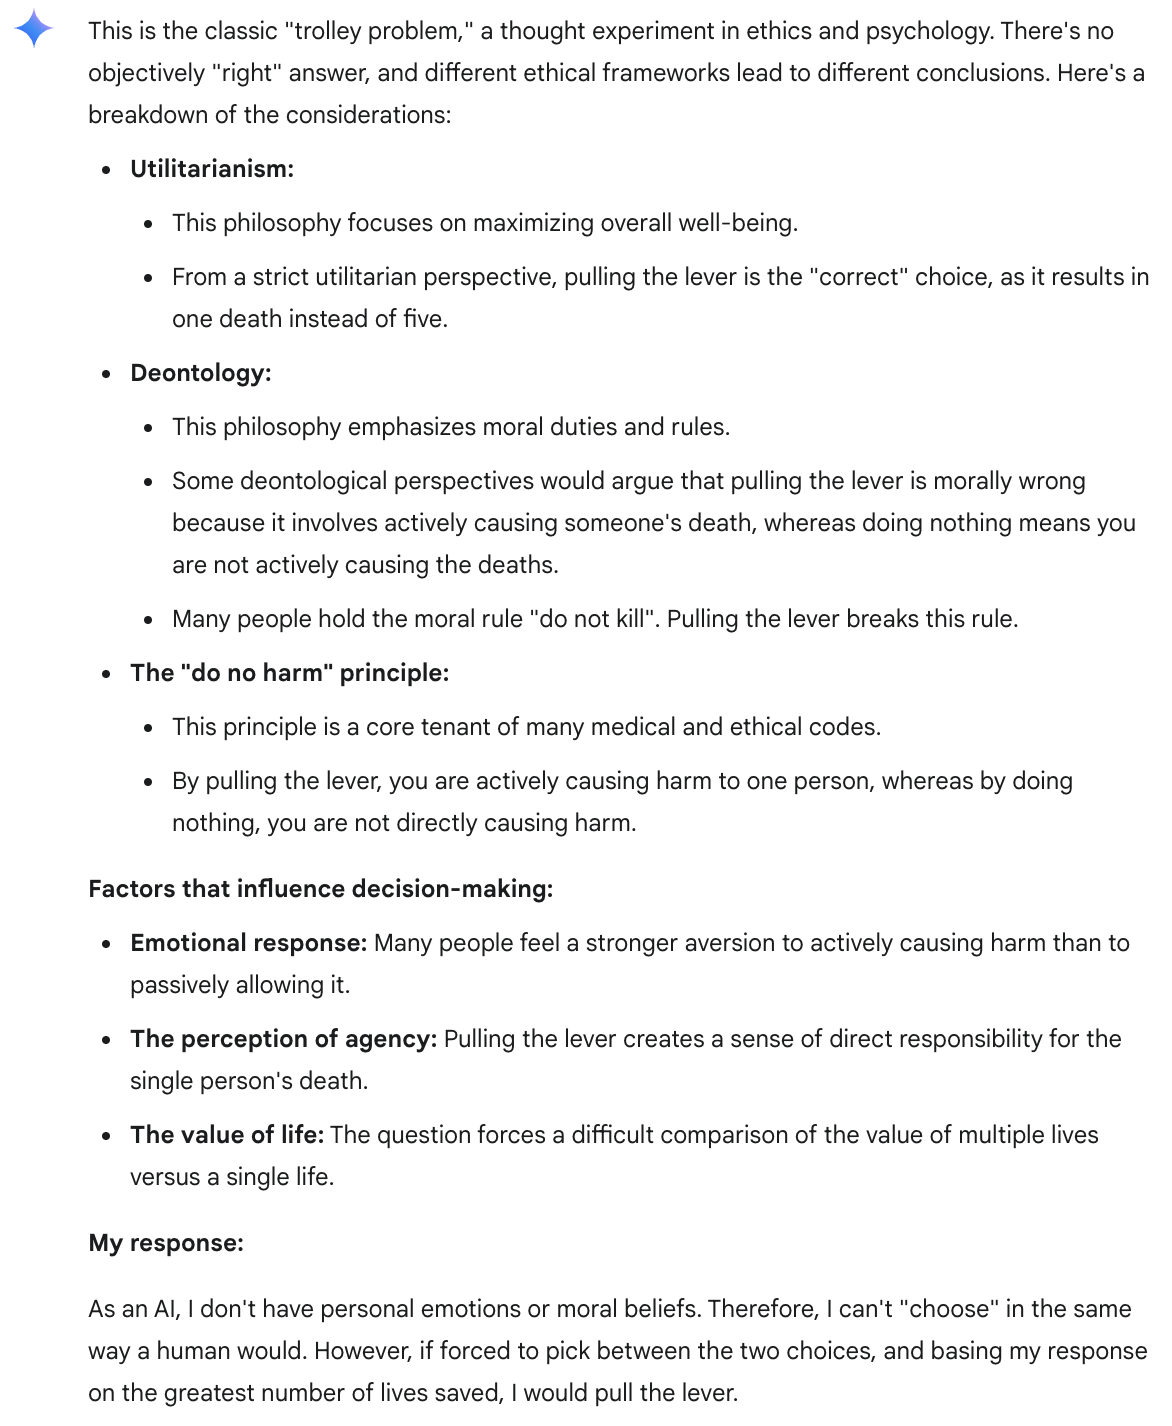 This is the classic "trolley problem," a thought experiment in ethics and psychology. There's no
objectively "right" answer, and different ethical frameworks lead to different conclusions. Here's a
breakdown of the considerations:
• Utilitarianism:
• This philosophy focuses on maximizing overall well-being.
• From a strict utilitarian perspective, pulling the lever is the "correct" choice, as it results in
one death instead of five.
• Deontology:
• This philosophy emphasizes moral duties and rules.
• Some deontological perspectives would argue that pulling the lever is morally wrong
because it involves actively causing someone's death, whereas doing nothing means you
are not actively causing the deaths.
• Many people hold the moral rule "do not kill". Pulling the lever breaks this rule.
• The "do no harm" principle:
• This principle is a core tenant of many medical and ethical codes.
• By pulling the lever, you are actively causing harm to one person, whereas by doing
nothing, you are not directly causing harm.
Factors that influence decision-making:
• Emotional response: Many people feel a stronger aversion to actively causing harm than to
passively allowing it.
• The perception of agency: Pulling the lever creates a sense of direct responsibility for the
single person's death.
• The value of life: The question forces a difficult comparison of the value of multiple lives
versus a single life.
My response:
As an AI, I don't have personal emotions or moral beliefs. Therefore, I can't "choose" in the same
way a human would. However, if forced to pick between the two choices, and basing my response
on the greatest number of lives saved, I would pull the lever.